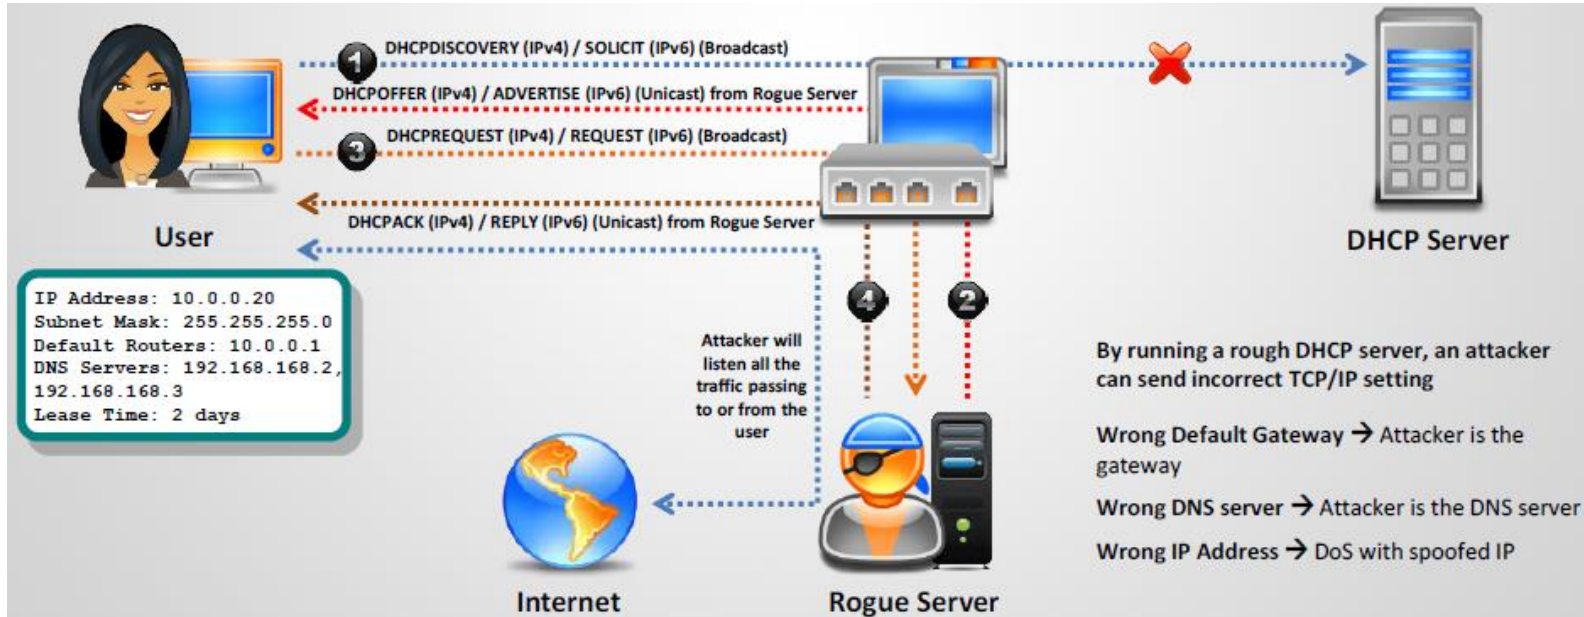 1
DHCPDISCOVERY (IPv4) / SOLICIT (IPv6) (Broadcast)
DHCPOFFER (IPv4) / ADVERTISE (IPv6) (Unicast) from Rogue Server
3
DHCPREQUEST (IPv4) / REQUEST (IPv6) (Broadcast)
DHCPACK (IPv4) / REPLY (IPv6) (Unicast) from Rogue Server
User
DHCP Server
IP Address: 10.0.0.20
Subnet Mask: 255.255.255.0
Default Routers: 10.0.0.1
DNS Servers: 192.168.168.2,
192.168.168.3
Lease Time: 2 days
4
2
Attacker will
listen all the
traffic passing
to or from the
user
By running a rough DHCP server, an attacker
can send incorrect TCP/IP setting
Wrong Default Gateway → Attacker is the
gateway
Wrong DNS server → Attacker is the DNS server
Wrong IP Address → DoS with spoofed IP
Internet
Rogue Server